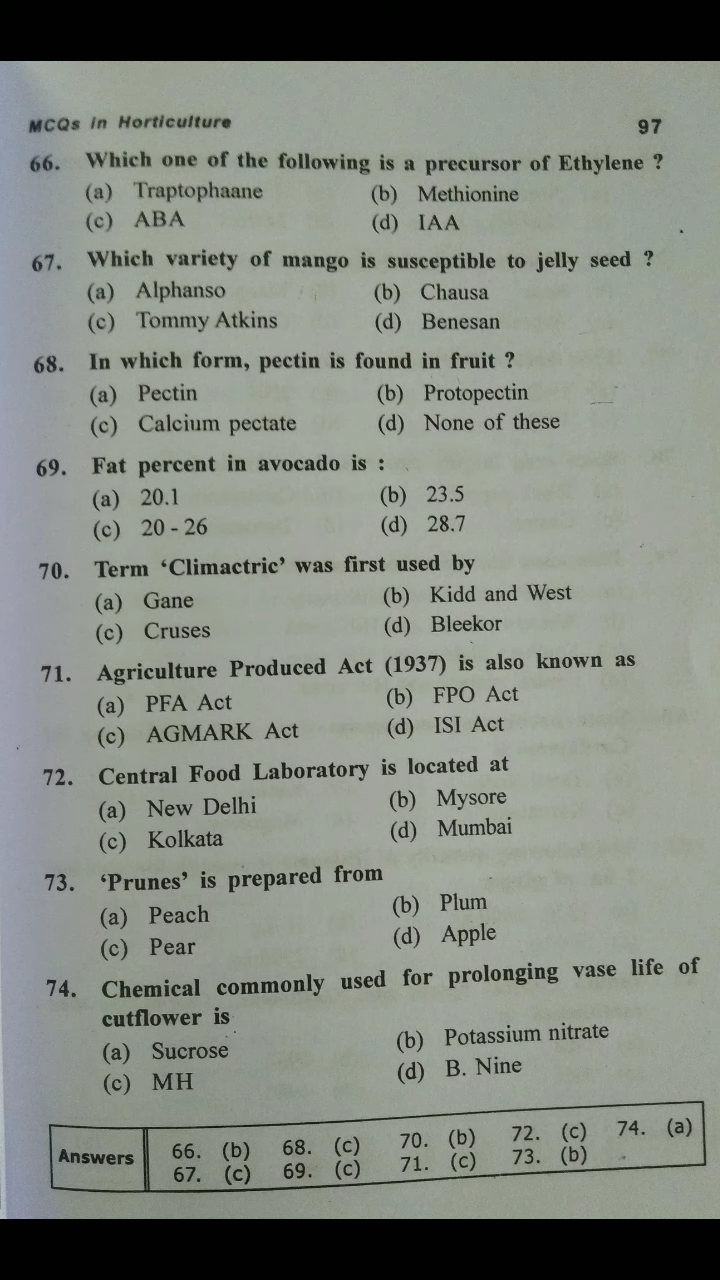 MCQs in Horticulture 97
66. Which one of the following is a precursor of Ethylene ?
(a) Traptophaane (b) Methionine
(c) ABA (d) IAA
67. Which variety of mango is susceptible to jelly seed ?
(a) Alphanso (b) Chausa
(c) Tommy Atkins (d) Benesan
68. In which form, pectin is found in fruit ?
(a) Pectin (b) Protopectin
(c) Calcium pectate (d) None of these
69. Fat percent in avocado is :
(a) 20.1 (b) 23.5
(c) 20 - 26 (d) 28.7
70. Term ‘Climactric’ was first used by
(a) Gane (b) Kidd and West
(c) Cruses (d) Bleekor
71. Agriculture Produced Act (1937) is also known as
(a) PFA Act (b) FPO Act
(c) AGMARK Act (d) ISI Act
72. Central Food Laboratory is located at
(a) New Delhi (b) Mysore
(c) Kolkata (d) Mumbai
73. ‘Prunes’ is prepared from
(a) Peach (b) Plum
(c) Pear (d) Apple
74. Chemical commonly used for prolonging vase life of
cutflower is
(a) Sucrose (b) Potassium nitrate
(c) MH (d) B. Nine
Answers 66. (b) 68. (c) 70. (b) 72. (c) 74. (a)
67. (c) 69. (c) 71. (c) 73. (b)